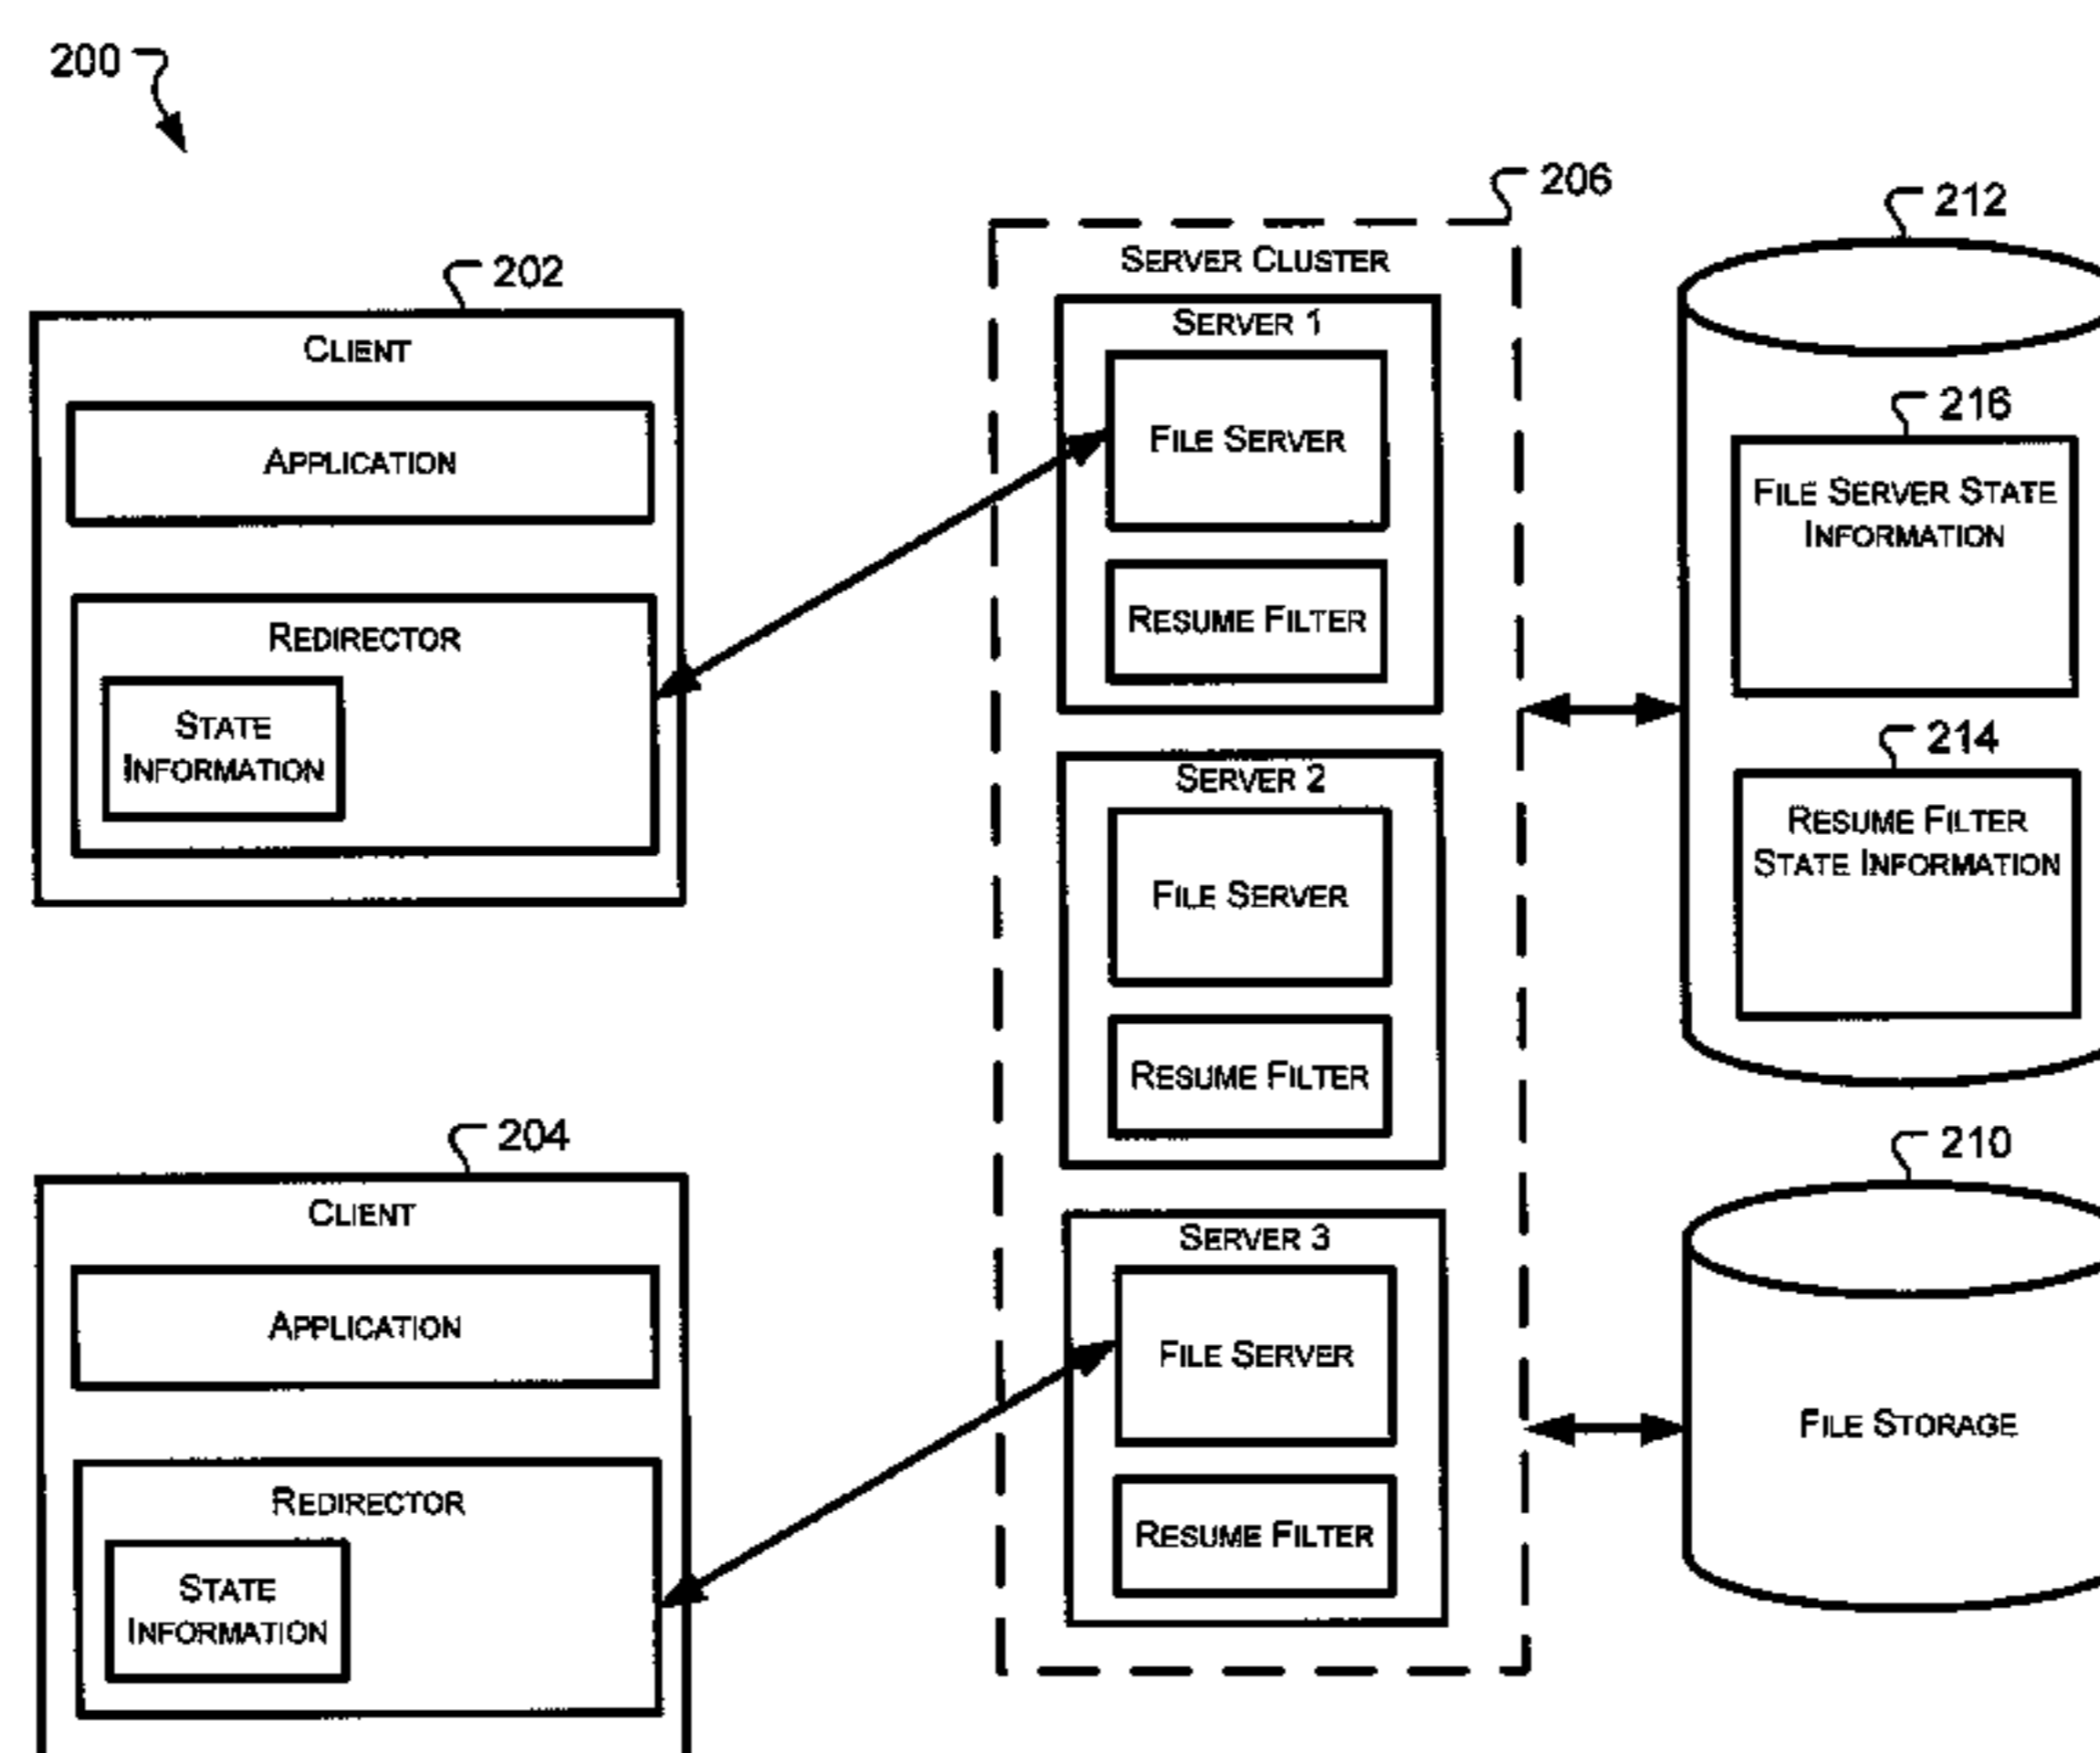 200
202
CLIENT
APPLICATION
REDIRECTOR
STATE
INFORMATION
204
CLIENT
APPLICATION
REDIRECTOR
STATE
INFORMATION
206
SERVER CLUSTER
SERVER 1
FILE SERVER
RESUME FILTER
SERVER 2
FILE SERVER
RESUME FILTER
SERVER 3
FILE SERVER
RESUME FILTER
212
216
FILE SERVER STATE
INFORMATION
214
RESUME FILTER
STATE INFORMATION
210
FILE STORAGE